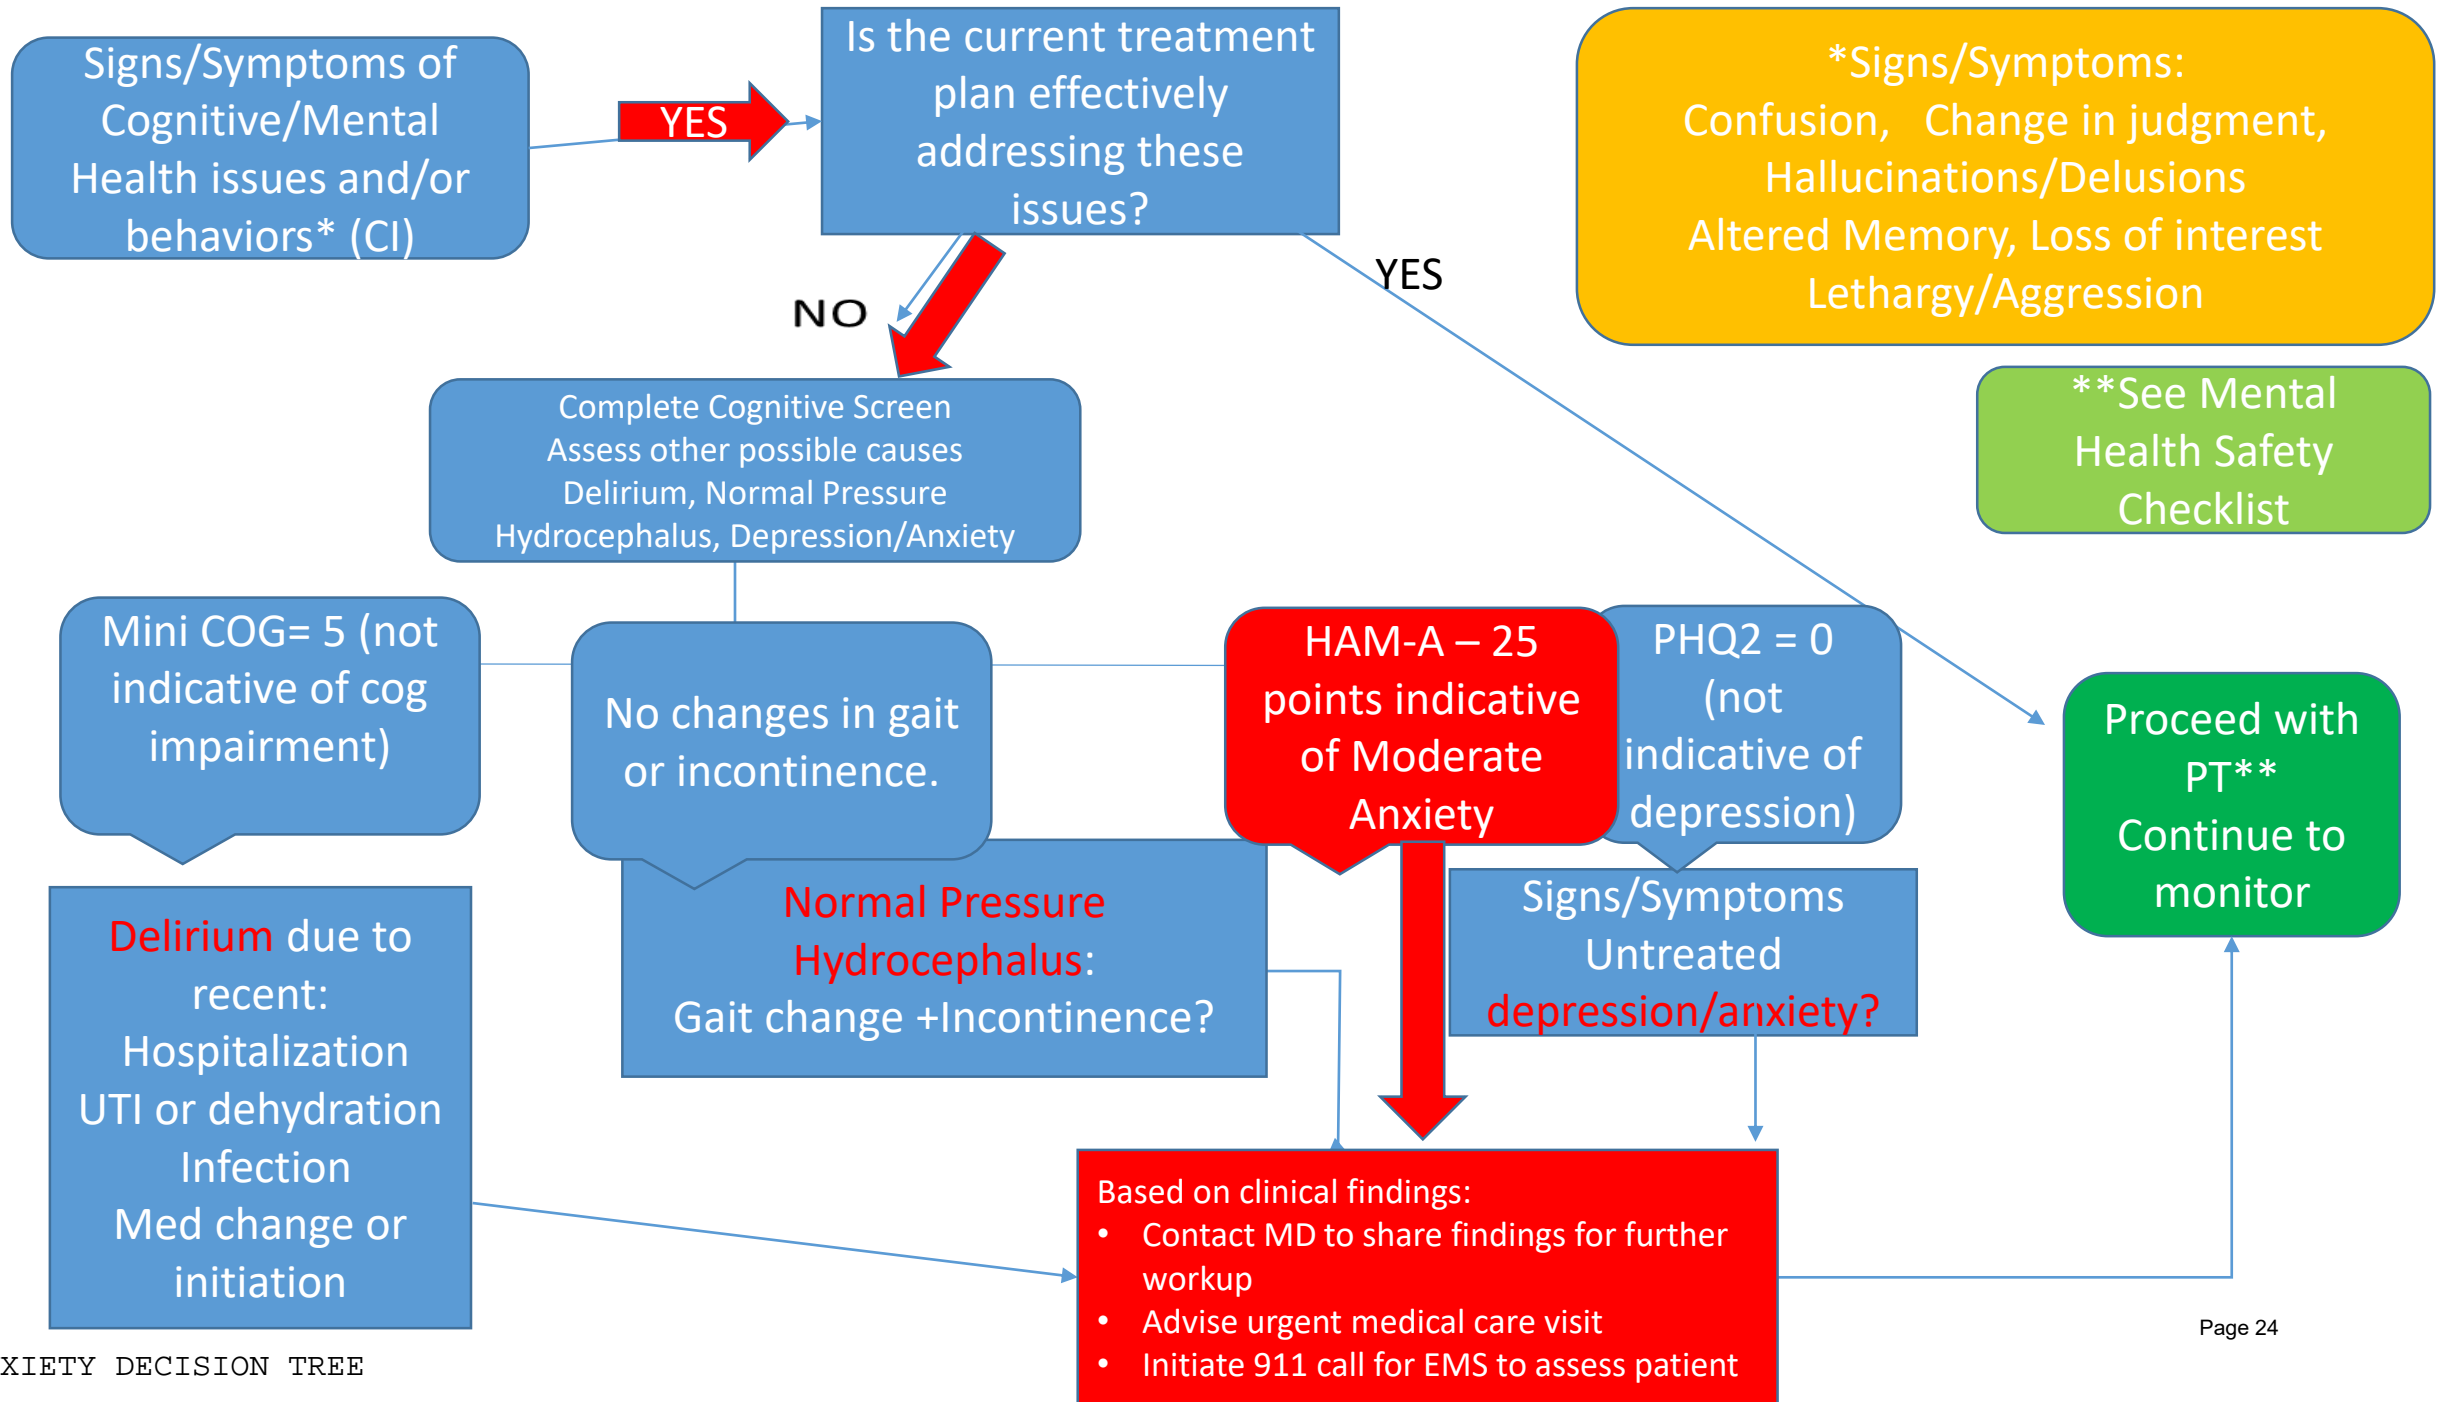 Signs/Symptoms of
Cognitive/Mental
Health issues and/or
behaviors* (CI)
YES
Is the current treatment
plan effectively
addressing these
issues?
*Signs/Symptoms:
Confusion,   Change in judgment,
Hallucinations/Delusions
Altered Memory, Loss of interest
Lethargy/Aggression
NO
YES
**See Mental
Health Safety
Checklist
Complete Cognitive Screen
Assess other possible causes
Delirium, Normal Pressure
Hydrocephalus, Depression/Anxiety
Mini COG= 5 (not
indicative of cog
impairment)
No changes in gait
or incontinence.
HAM-A – 25
points indicative
of Moderate
Anxiety
PHQ2 = 0
(not
indicative of
depression)
Proceed with
PT**
Continue to
monitor
Delirium due to
recent:
Hospitalization
UTI or dehydration
Infection
Med change or
initiation
Normal Pressure
Hydrocephalus:
Gait change +Incontinence?
Signs/Symptoms
Untreated
depression/anxiety?
Based on clinical findings:
• Contact MD to share findings for further
workup
• Advise urgent medical care visit
• Initiate 911 call for EMS to assess patient
Page 24
XIETY DECISION TREE